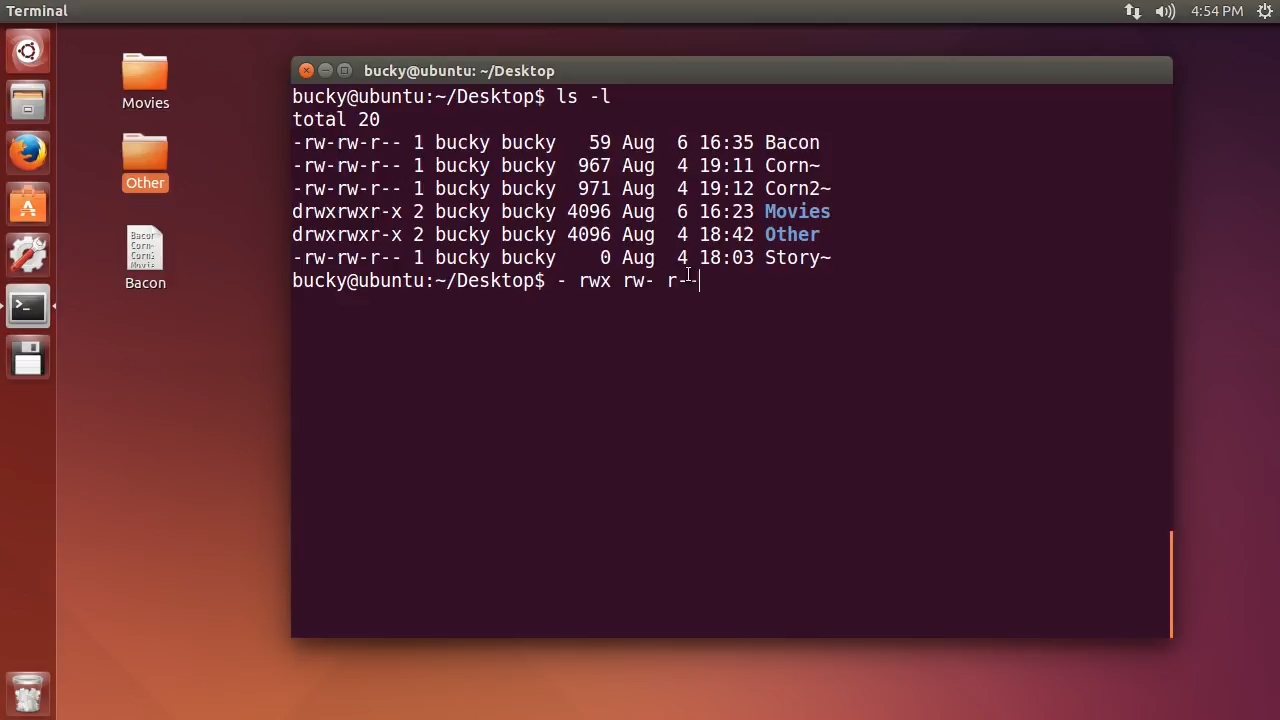 Terminal
4:54 PM
Movies
Other
Bacon
Corn~
Corn2
Movie
Bacon
bucky@ubuntu: ~/Desktop
bucky@ubuntu:~/Desktop$ ls -l
total 20
-rw-rw-r-- 1 bucky bucky   59 Aug  6 16:35 Bacon
-rw-rw-r-- 1 bucky bucky  967 Aug  4 19:11 Corn~
-rw-rw-r-- 1 bucky bucky  971 Aug  4 19:12 Corn2~
drwxrwxr-x 2 bucky bucky 4096 Aug  6 16:23 Movies
drwxrwxr-x 2 bucky bucky 4096 Aug  4 18:42 Other
-rw-rw-r-- 1 bucky bucky    0 Aug  4 18:03 Story~
bucky@ubuntu:~/Desktop$ - rwx rw- r--